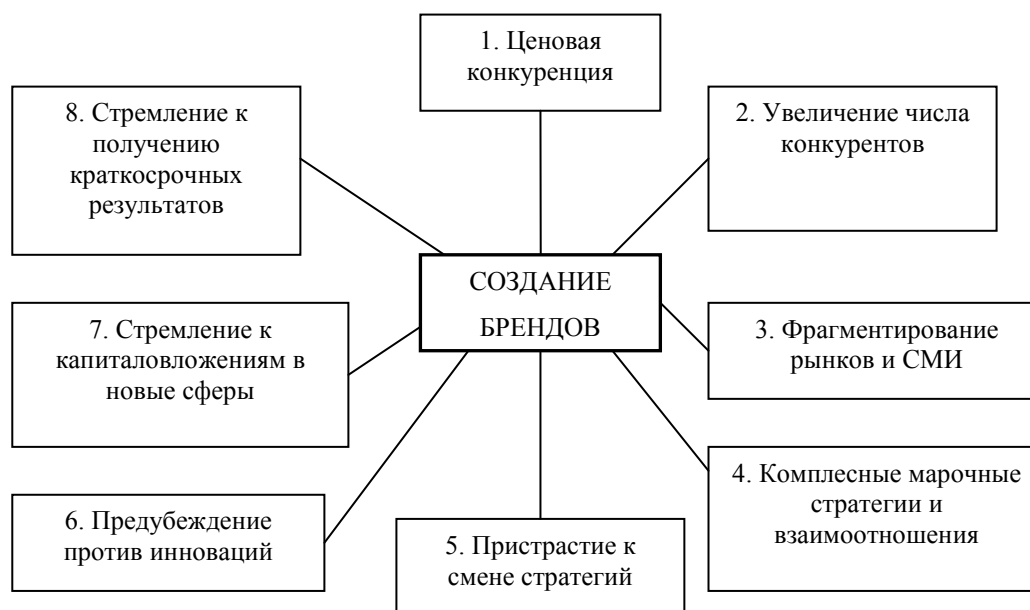 1. Ценовая
конкуренция
2. Увеличение числа
конкурентов
3. Фрагментирование
рынков и СМИ
4. Комплесные марочные
стратегии и
взаимоотношения
5. Пристрастие к
смене стратегий
6. Предубеждение
против инноваций
7. Стремление к
капиталовложениям в
новые сферы
8. Стремление к
получению
краткосрочных
результатов
СОЗДАНИЕ
БРЕНДОВ